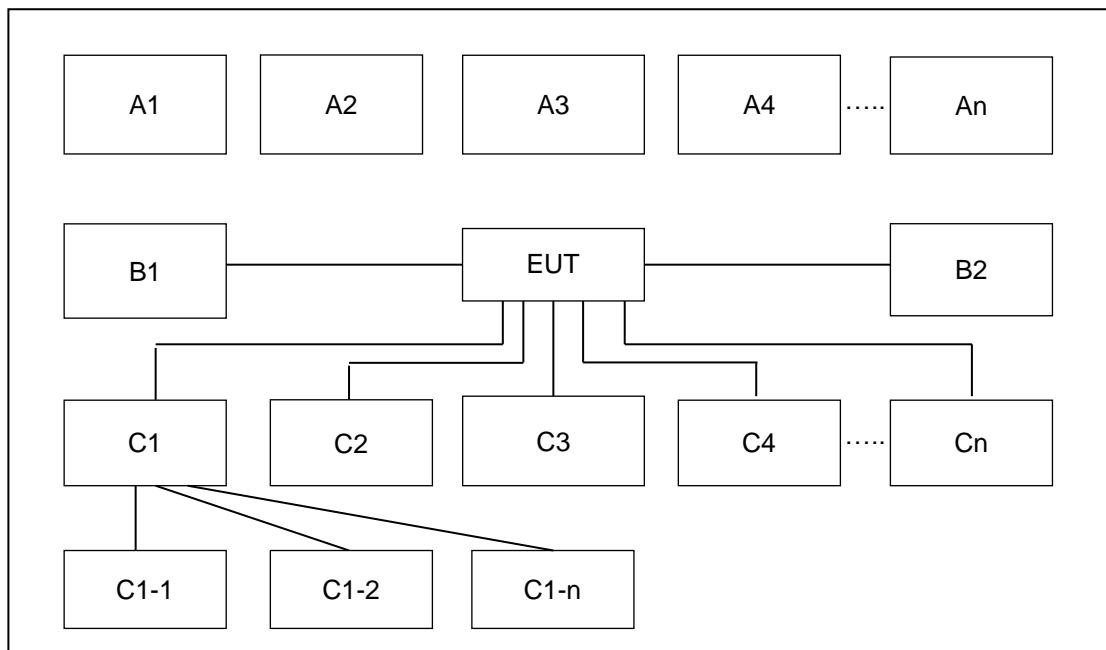 A1 A2 A3 A4 ..... An
B1 EUT B2
C1 C2 C3 C4 ..... Cn
C1-1 C1-2 C1-n